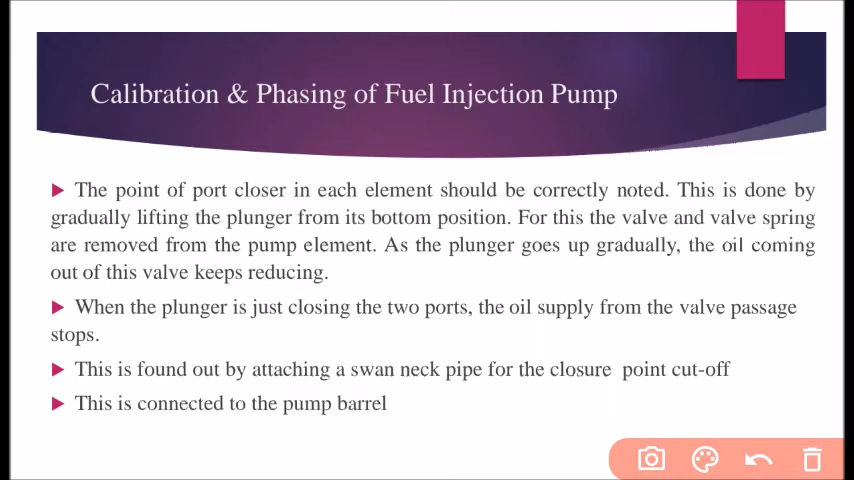 Calibration & Phasing of Fuel Injection Pump
The point of port closer in each element should be correctly noted. This is done by
gradually lifting the plunger from its bottom position. For this the valve and valve spring
are removed from the pump element. As the plunger goes up gradually, the oil coming
out of this valve keeps reducing.
When the plunger is just closing the two ports, the oil supply from the valve passage
stops.
This is found out by attaching a swan neck pipe for the closure point cut-off
This is connected to the pump barrel